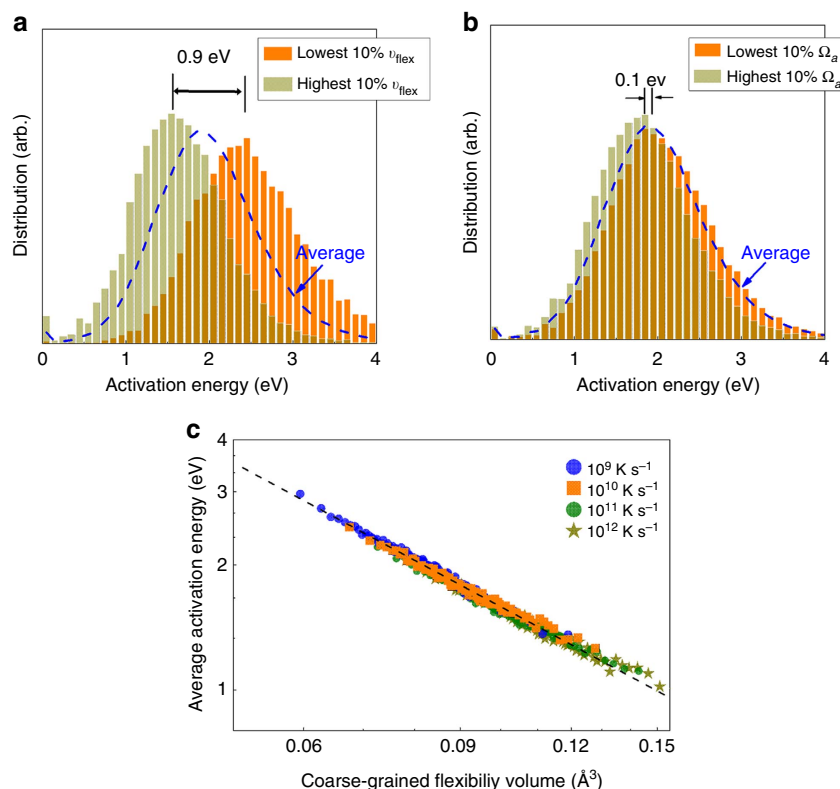 a
0.9 eV
Lowest 10% υflex
Highest 10% υflex
Average
Distribution (arb.)
0 1 2 3 4
Activation energy (eV)
b
0.1 ev
Lowest 10% Ωa
Highest 10% Ωa
Average
Distribution (arb.)
0 1 2 3 4
Activation energy (eV)
c
4
3
2
1
Average activation energy (eV)
10⁹ K s⁻¹
10¹⁰ K s⁻¹
10¹¹ K s⁻¹
10¹² K s⁻¹
0.06 0.09 0.12 0.15
Coarse-grained flexibiliy volume (Å³)